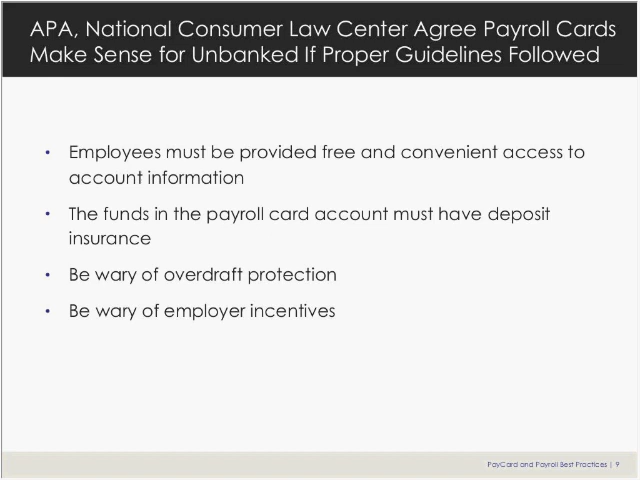 APA, National Consumer Law Center Agree Payroll Cards
Make Sense for Unbanked If Proper Guidelines Followed
• Employees must be provided free and convenient access to
account information
• The funds in the payroll card account must have deposit
insurance
• Be wary of overdraft protection
• Be wary of employer incentives
PayCard and Payroll Best Practices | 9